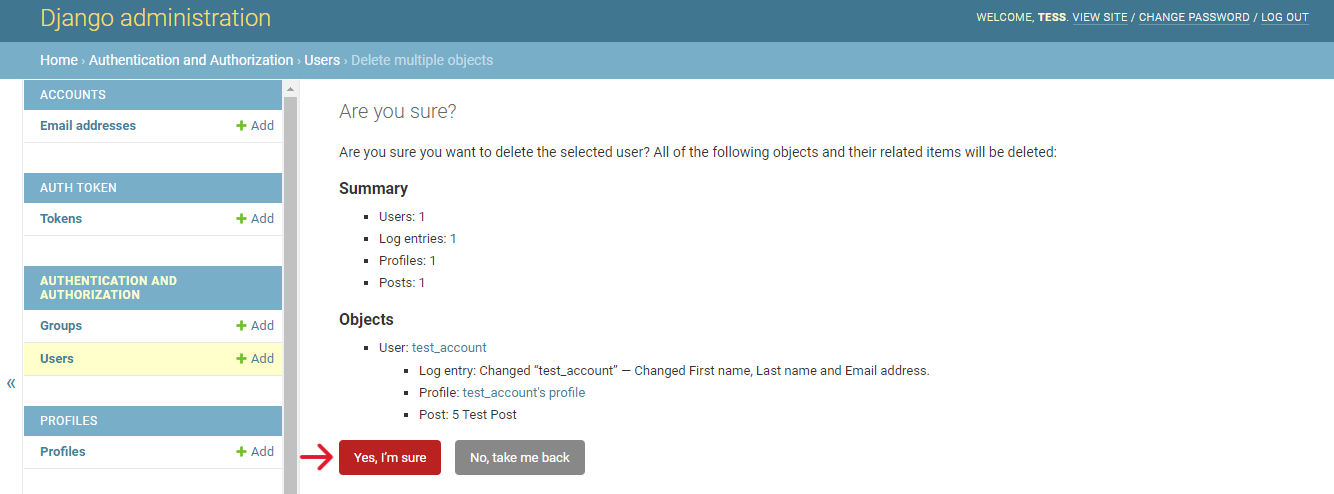 Django administration
WELCOME, TESS. VIEW SITE / CHANGE PASSWORD / LOG OUT
Home › Authentication and Authorization › Users › Delete multiple objects
ACCOUNTS
Email addresses + Add
AUTH TOKEN
Tokens + Add
AUTHENTICATION AND
AUTHORIZATION
Groups + Add
Users + Add
«
PROFILES
Profiles + Add
Are you sure?
Are you sure you want to delete the selected user? All of the following objects and their related items will be deleted:
Summary
Users: 1
Log entries: 1
Profiles: 1
Posts: 1
Objects
User: test_account
Log entry: Changed “test_account” — Changed First name, Last name and Email address.
Profile: test_account's profile
Post: 5 Test Post
Yes, I’m sure
No, take me back